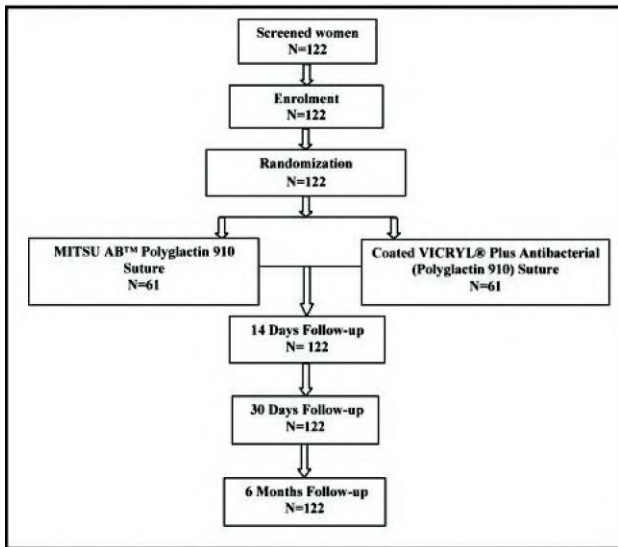 Screened women
N=122
Enrolment
N=122
Randomization
N=122
MITSU AB™ Polyglactin 910
Suture
N=61
Coated VICRYL® Plus Antibacterial
(Polyglactin 910) Suture
N=61
14 Days Follow-up
N= 122
30 Days Follow-up
N=122
6 Months Follow-up
N=122